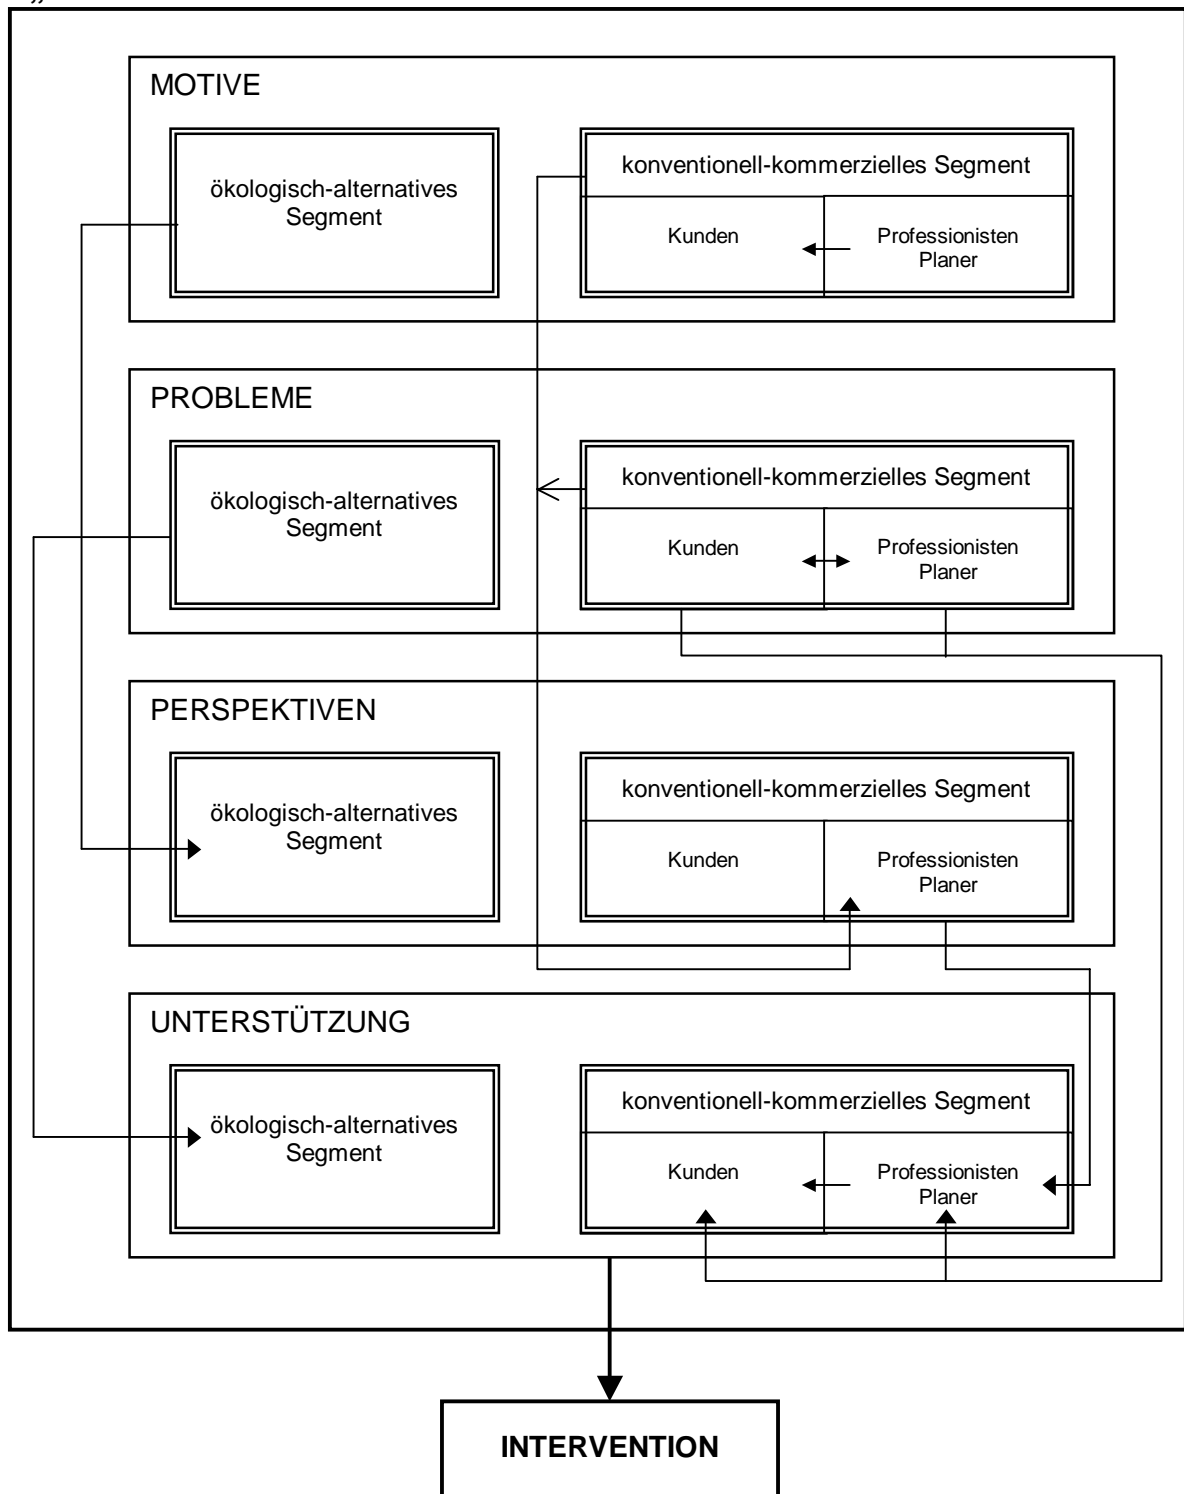 „
MOTIVE
ökologisch-alternatives
Segment
konventionell-kommerzielles Segment
Kunden
Professionisten
Planer
PROBLEME
ökologisch-alternatives
Segment
konventionell-kommerzielles Segment
Kunden
Professionisten
Planer
PERSPEKTIVEN
ökologisch-alternatives
Segment
konventionell-kommerzielles Segment
Kunden
Professionisten
Planer
UNTERSTÜTZUNG
ökologisch-alternatives
Segment
konventionell-kommerzielles Segment
Kunden
Professionisten
Planer
INTERVENTION